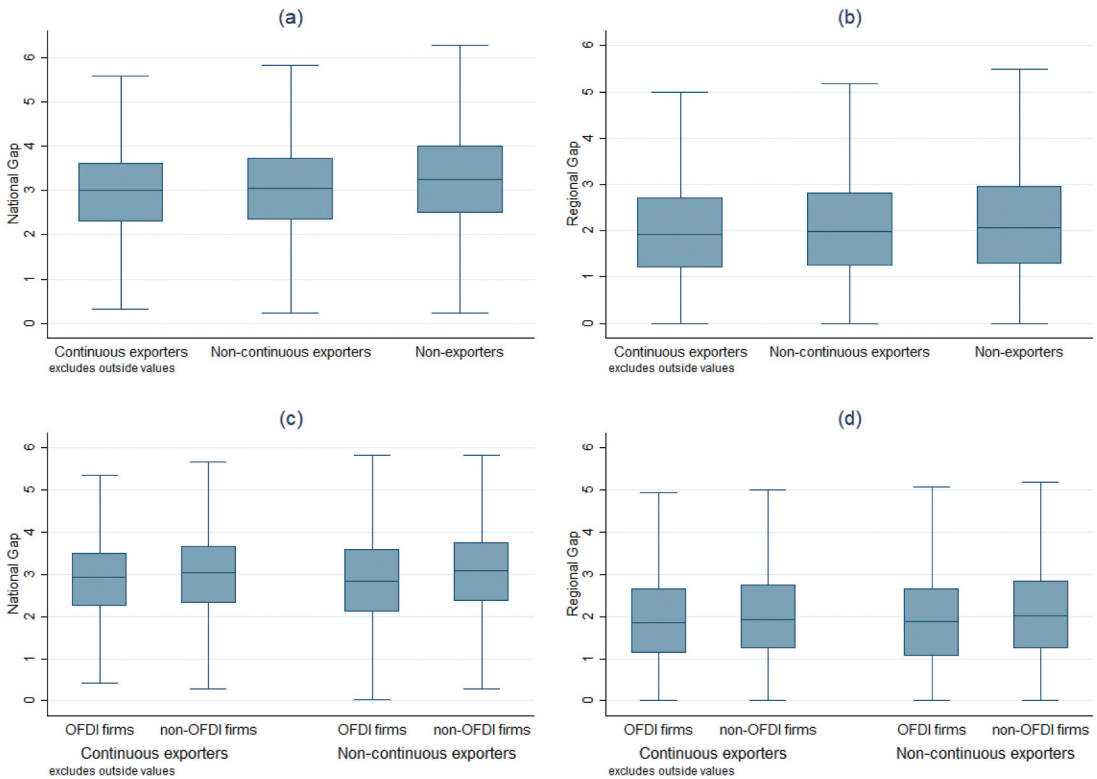 (a)
National Gap
6
5
4
3
2
1
0
Continuous exporters Non-continuous exporters Non-exporters
excludes outside values
(b)
Regional Gap
6
5
4
3
2
1
0
Continuous exporters Non-continuous exporters Non-exporters
excludes outside values
(c)
National Gap
6
5
4
3
2
1
0
OFDI firms non-OFDI firms OFDI firms non-OFDI firms
Continuous exporters Non-continuous exporters
excludes outside values
(d)
Regional Gap
6
5
4
3
2
1
0
OFDI firms non-OFDI firms OFDI firms non-OFDI firms
Continuous exporters Non-continuous exporters
excludes outside values